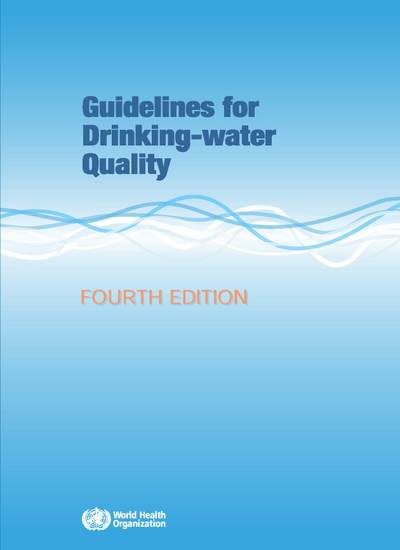 Guidelines for
Drinking-water
Quality
FOURTH EDITION
World Health
Organization